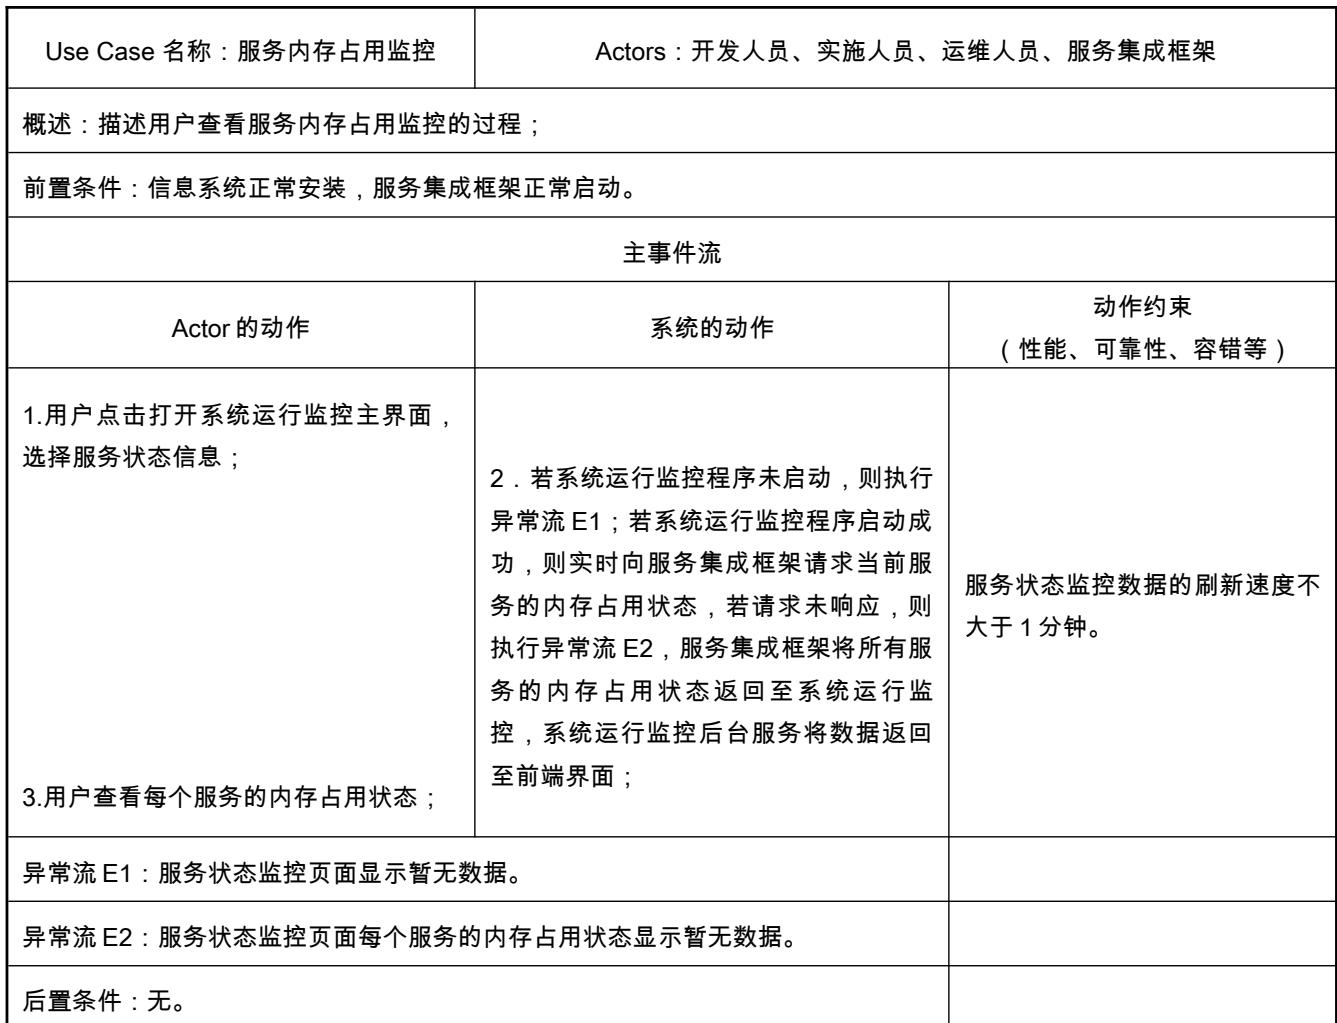 Use Case 名称：服务内存占用监控
Actors：开发人员、实施人员、运维人员、服务集成框架
概述：描述用户查看服务内存占用监控的过程；
前置条件：信息系统正常安装，服务集成框架正常启动。
主事件流
Actor 的动作
系统的动作
动作约束
（性能、可靠性、容错等）
1.用户点击打开系统运行监控主界面，
选择服务状态信息；
3.用户查看每个服务的内存占用状态；
2．若系统运行监控程序未启动，则执行
异常流 E1；若系统运行监控程序启动成
功，则实时向服务集成框架请求当前服
务的内存占用状态，若请求未响应，则
执行异常流 E2，服务集成框架将所有服
务的内存占用状态返回至系统运行监
控，系统运行监控后台服务将数据返回
至前端界面；
服务状态监控数据的刷新速度不
大于 1 分钟。
异常流 E1：服务状态监控页面显示暂无数据。
异常流 E2：服务状态监控页面每个服务的内存占用状态显示暂无数据。
后置条件：无。